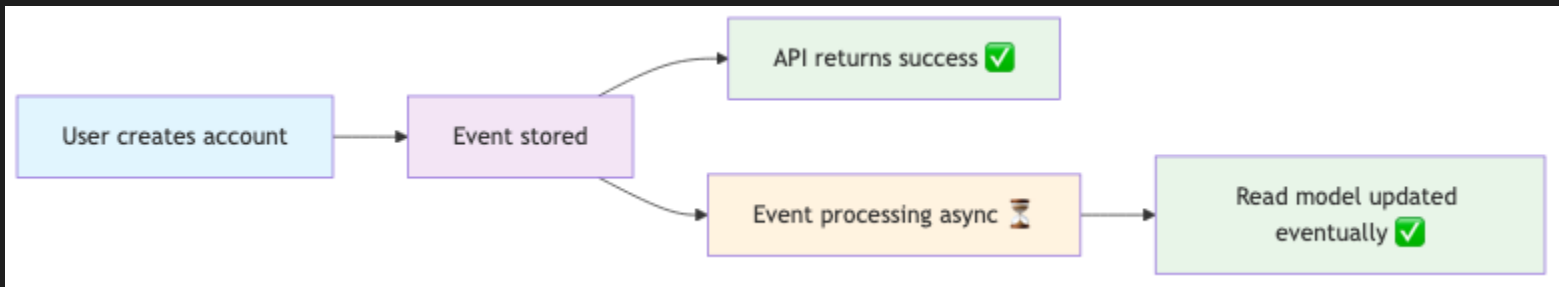 User creates account
Event stored
API returns success ✅
Event processing async ⏳
Read model updated
eventually ✅